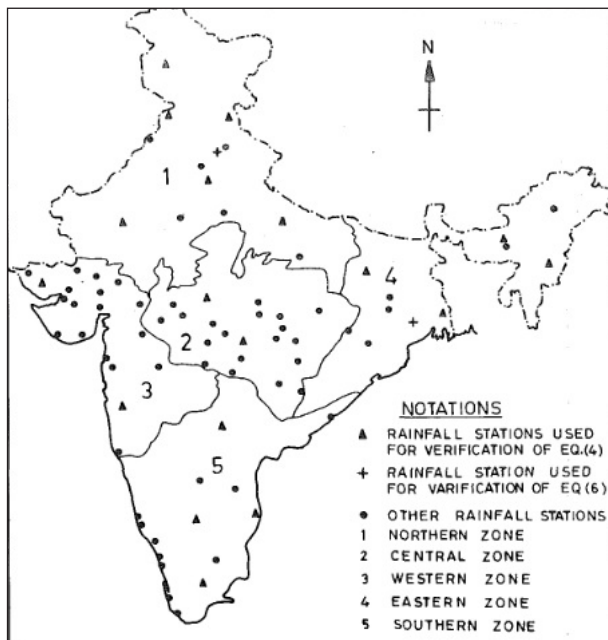 N
1
4
2
3
5
NOTATIONS
▲ RAINFALL STATIONS USED
FOR VERIFICATION OF EQ.(4)
+ RAINFALL STATION USED
FOR VARIFICATION OF EQ(6)
● OTHER RAINFALL STATIONS
1 NORTHERN ZONE
2 CENTRAL ZONE
3 WESTERN ZONE
4 EASTERN ZONE
5 SOUTHERN ZONE